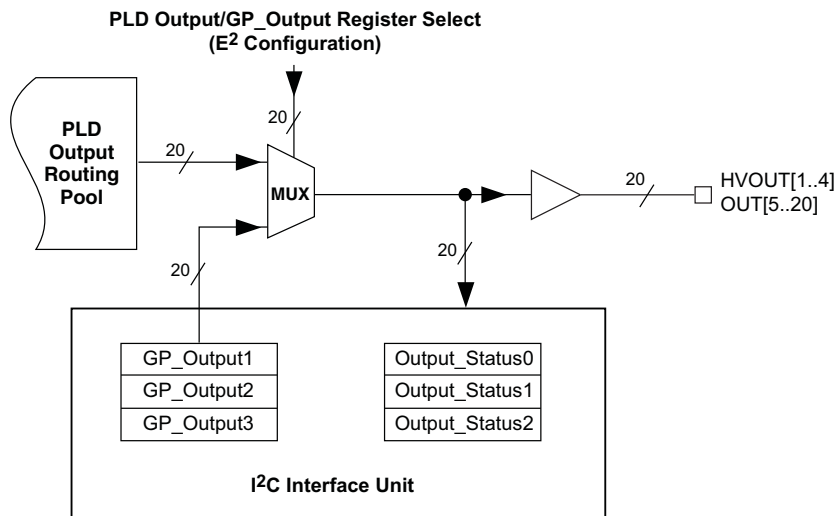 PLD Output/GP_Output Register Select
(E² Configuration)
PLD
Output
Routing
Pool
20
20
MUX
20
HVOUT[1..4]
OUT[5..20]
20
20
GP_Output1
GP_Output2
GP_Output3
Output_Status0
Output_Status1
Output_Status2
I²C Interface Unit